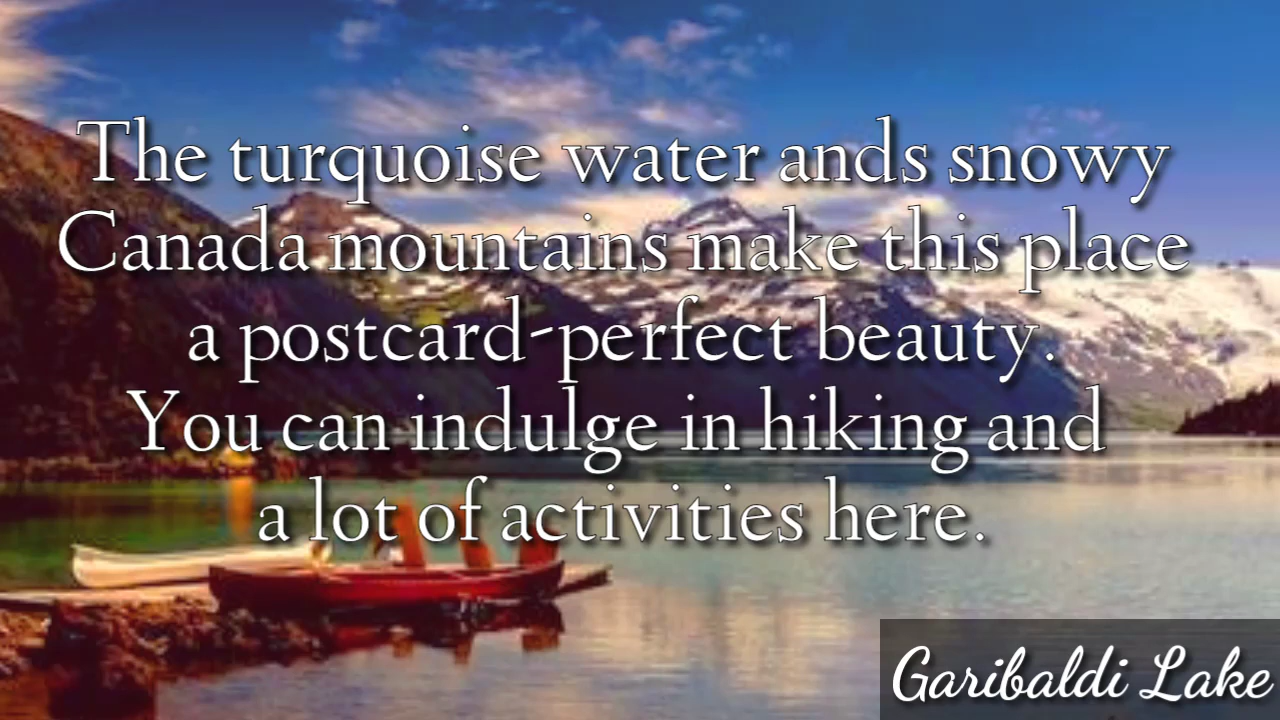 The turquoise water ands snowy
Canada mountains make this place
a postcard-perfect beauty.
You can indulge in hiking and
a lot of activities here.
Garibaldi Lake